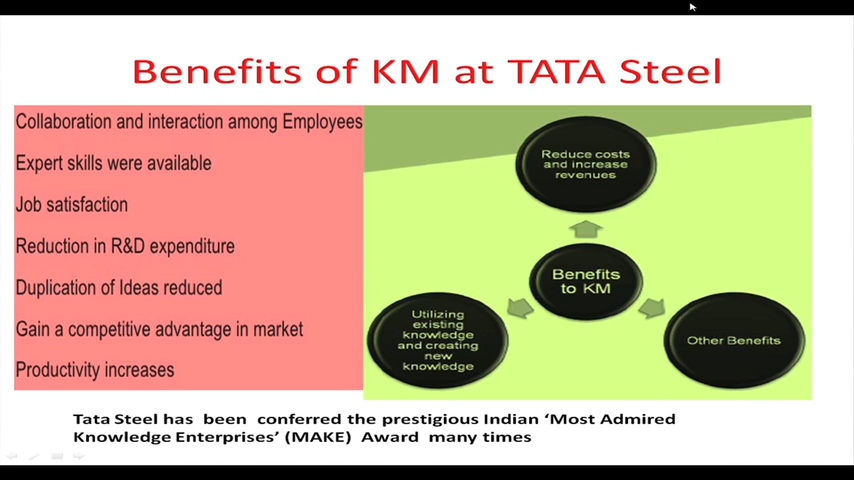 Benefits of KM at TATA Steel
Collaboration and interaction among Employees
Expert skills were available
Job satisfaction
Reduction in R&D expenditure
Duplication of Ideas reduced
Gain a competitive advantage in market
Productivity increases
Reduce costs
and increase
revenues
Benefits
to KM
Utilizing
existing
knowledge
and creating
new
knowledge
Other Benefits
Tata Steel has been conferred the prestigious Indian ‘Most Admired
Knowledge Enterprises’ (MAKE) Award many times